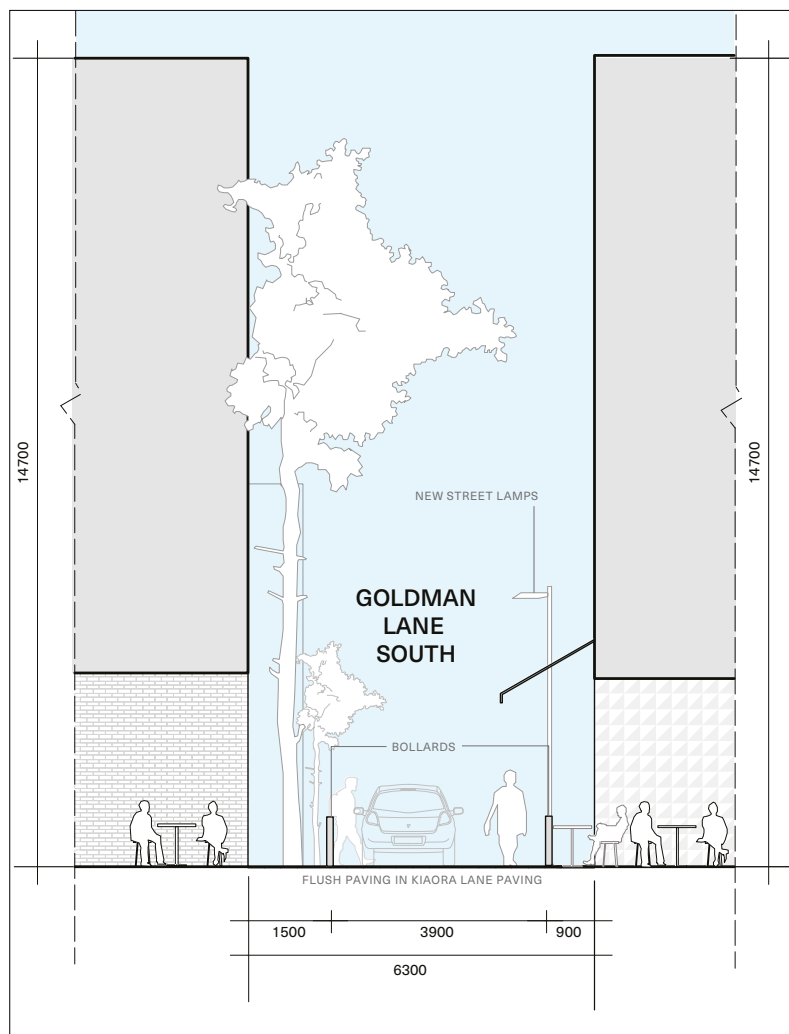 14700
14700
NEW STREET LAMPS
GOLDMAN
LANE
SOUTH
BOLLARDS
FLUSH PAVING IN KIAORA LANE PAVING
1500
3900
900
6300